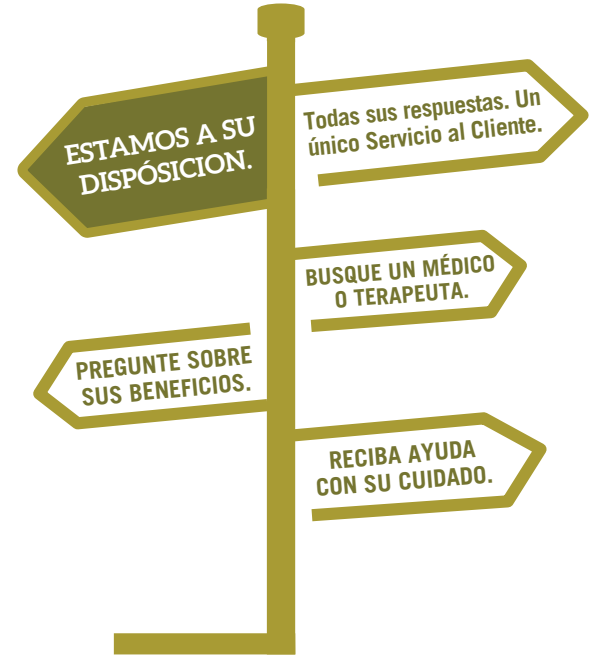 ESTAMOS A SU
DISPÓSICION.
Todas sus respuestas. Un
único Servicio al Cliente.
BUSQUE UN MÉDICO
O TERAPEUTA.
PREGUNTE SOBRE
SUS BENEFICIOS.
RECIBA AYUDA
CON SU CUIDADO.